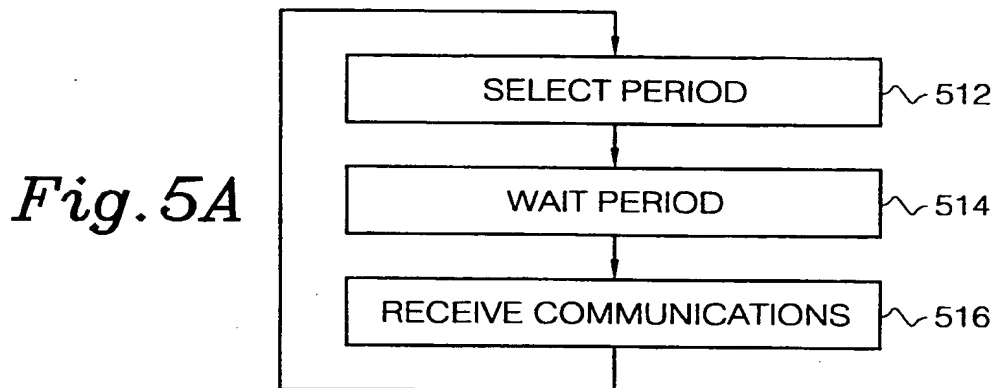 SELECT PERIOD 512
Fig. 5A
WAIT PERIOD 514
RECEIVE COMMUNICATIONS 516